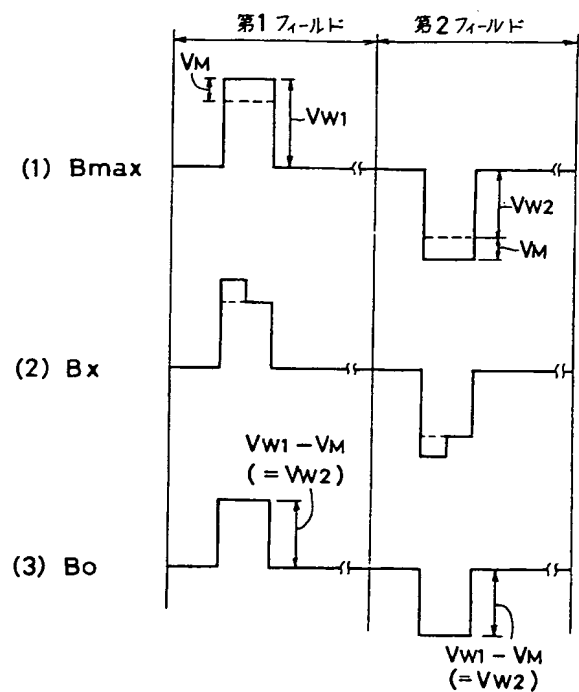 第1フィールド 第2フィールド
VM
VW1
(1) Bmax
VW2
VM
(2) Bx
VW1-VM
(=VW2)
(3) Bo
VW1-VM
(=VW2)